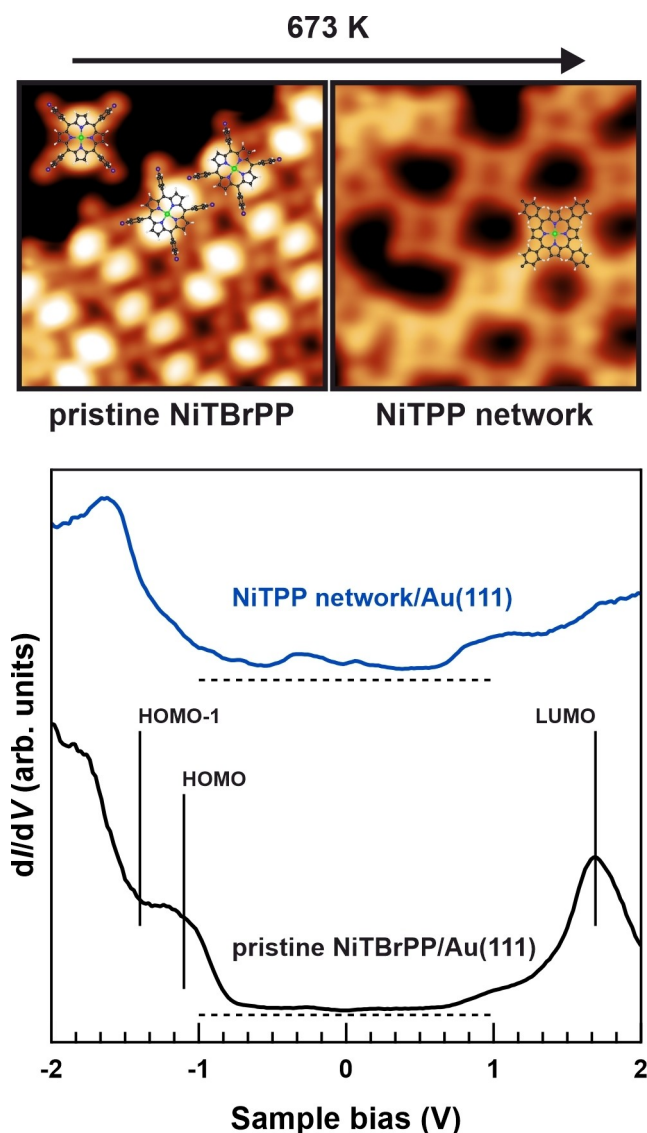 673 K
pristine NiTBrPP
NiTPP network
NiTPP network/Au(111)
HOMO-1
LUMO
HOMO
pristine NiTBrPP/Au(111)
dI/dV (arb. units)
-2
-1
0
1
2
Sample bias (V)